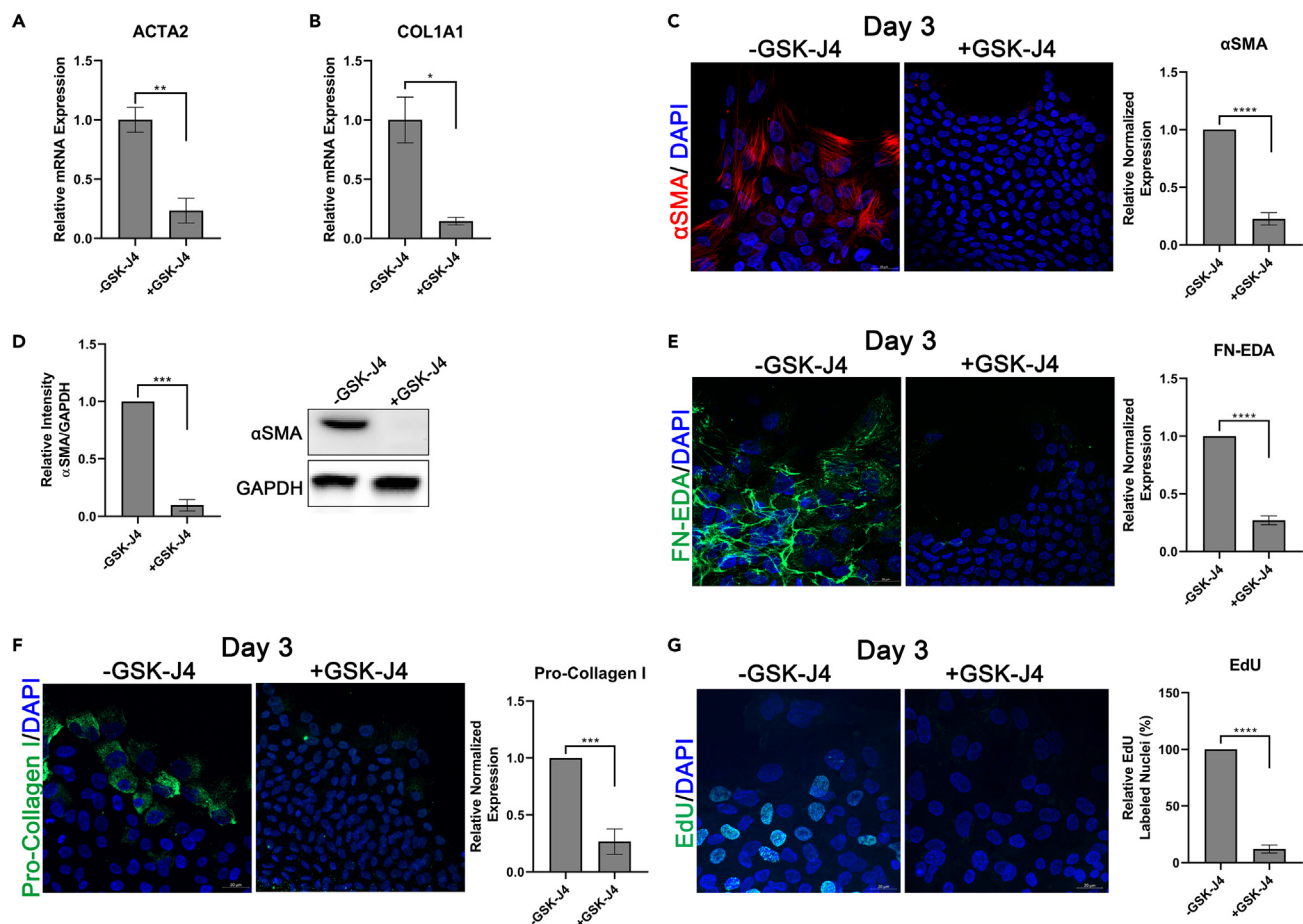 A
ACTA2
Relative mRNA Expression
1.5
1.0
0.5
0.0
**
-GSK-J4
+GSK-J4
B
COL1A1
Relative mRNA Expression
1.5
1.0
0.5
0.0
*
-GSK-J4
+GSK-J4
C
Day 3
-GSK-J4
+GSK-J4
αSMA/ DAPI
αSMA
Relative Normalized
Expression
1.5
1.0
0.5
0.0
****
-GSK-J4
+GSK-J4
D
Relative Intensity
αSMA/GAPDH
1.5
1.0
0.5
0.0
***
-GSK-J4
+GSK-J4
-GSK-J4
+GSK-J4
αSMA
GAPDH
E
Day 3
-GSK-J4
+GSK-J4
FN-EDA/DAPI
FN-EDA
Relative Normalized
Expression
1.5
1.0
0.5
0.0
****
-GSK-J4
+GSK-J4
F
Day 3
-GSK-J4
+GSK-J4
Pro-Collagen I/DAPI
20 µm
Pro-Collagen I
Relative Normalized
Expression
1.5
1.0
0.5
0.0
***
-GSK-J4
+GSK-J4
G
Day 3
-GSK-J4
+GSK-J4
EdU/DAPI
20 µm
20 µm
EdU
Relative EdU
Labeled Nuclei (%)
150
100
50
0
****
-GSK-J4
+GSK-J4